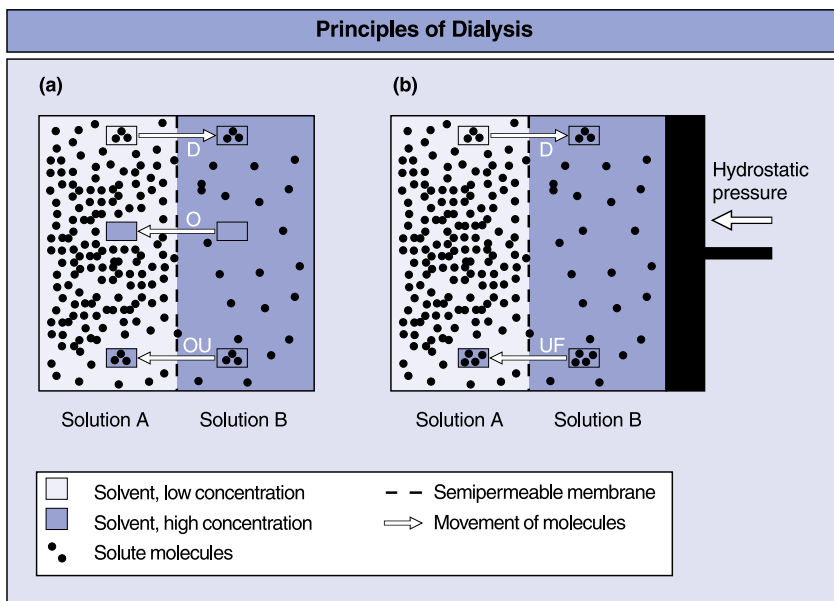 Principles of Dialysis
(a)
(b)
D
D
Hydrostatic
pressure
O
OU
UF
Solution A
Solution B
Solution A
Solution B
Solvent, low concentration
Semipermeable membrane
Solvent, high concentration
Movement of molecules
Solute molecules